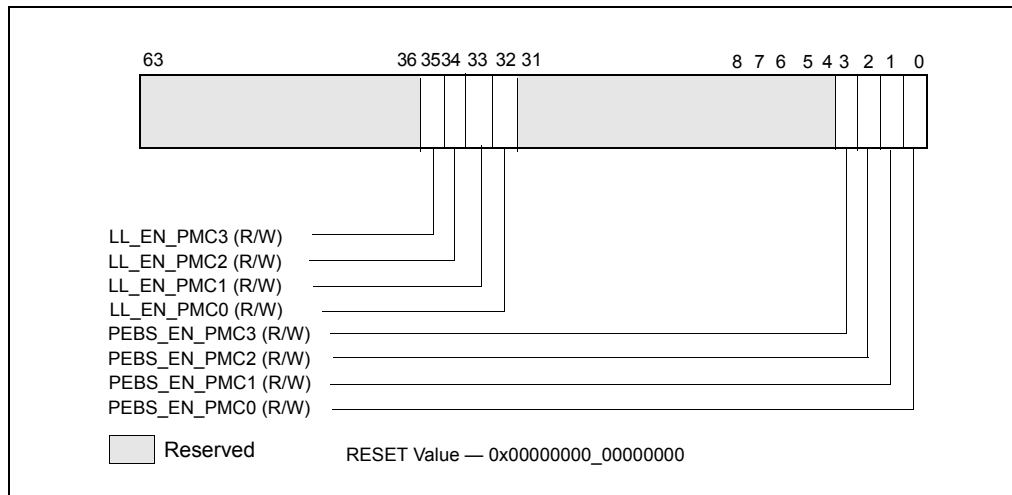 63 36 35 34 33 32 31 8 7 6 5 4 3 2 1 0
LL_EN_PMC3 (R/W)
LL_EN_PMC2 (R/W)
LL_EN_PMC1 (R/W)
LL_EN_PMC0 (R/W)
PEBS_EN_PMC3 (R/W)
PEBS_EN_PMC2 (R/W)
PEBS_EN_PMC1 (R/W)
PEBS_EN_PMC0 (R/W)
Reserved RESET Value — 0x00000000_00000000